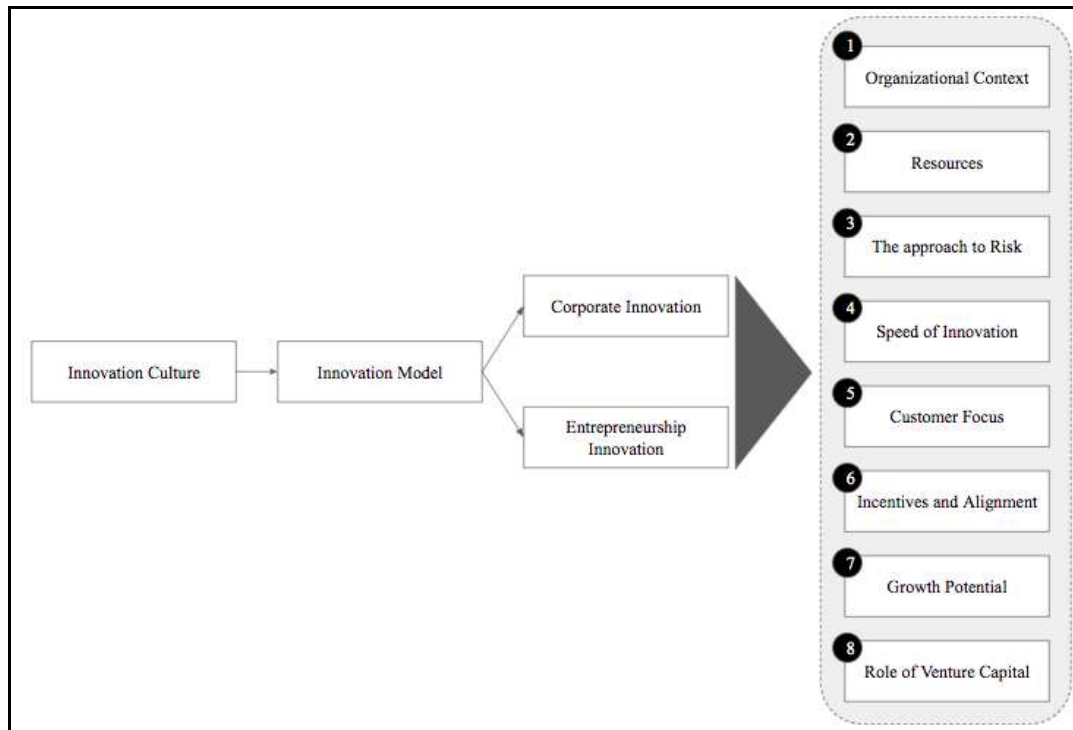 Innovation Culture
Innovation Model
Corporate Innovation
Entrepreneurship
Innovation
1
Organizational Context
2
Resources
3
The approach to Risk
4
Speed of Innovation
5
Customer Focus
6
Incentives and Alignment
7
Growth Potential
8
Role of Venture Capital